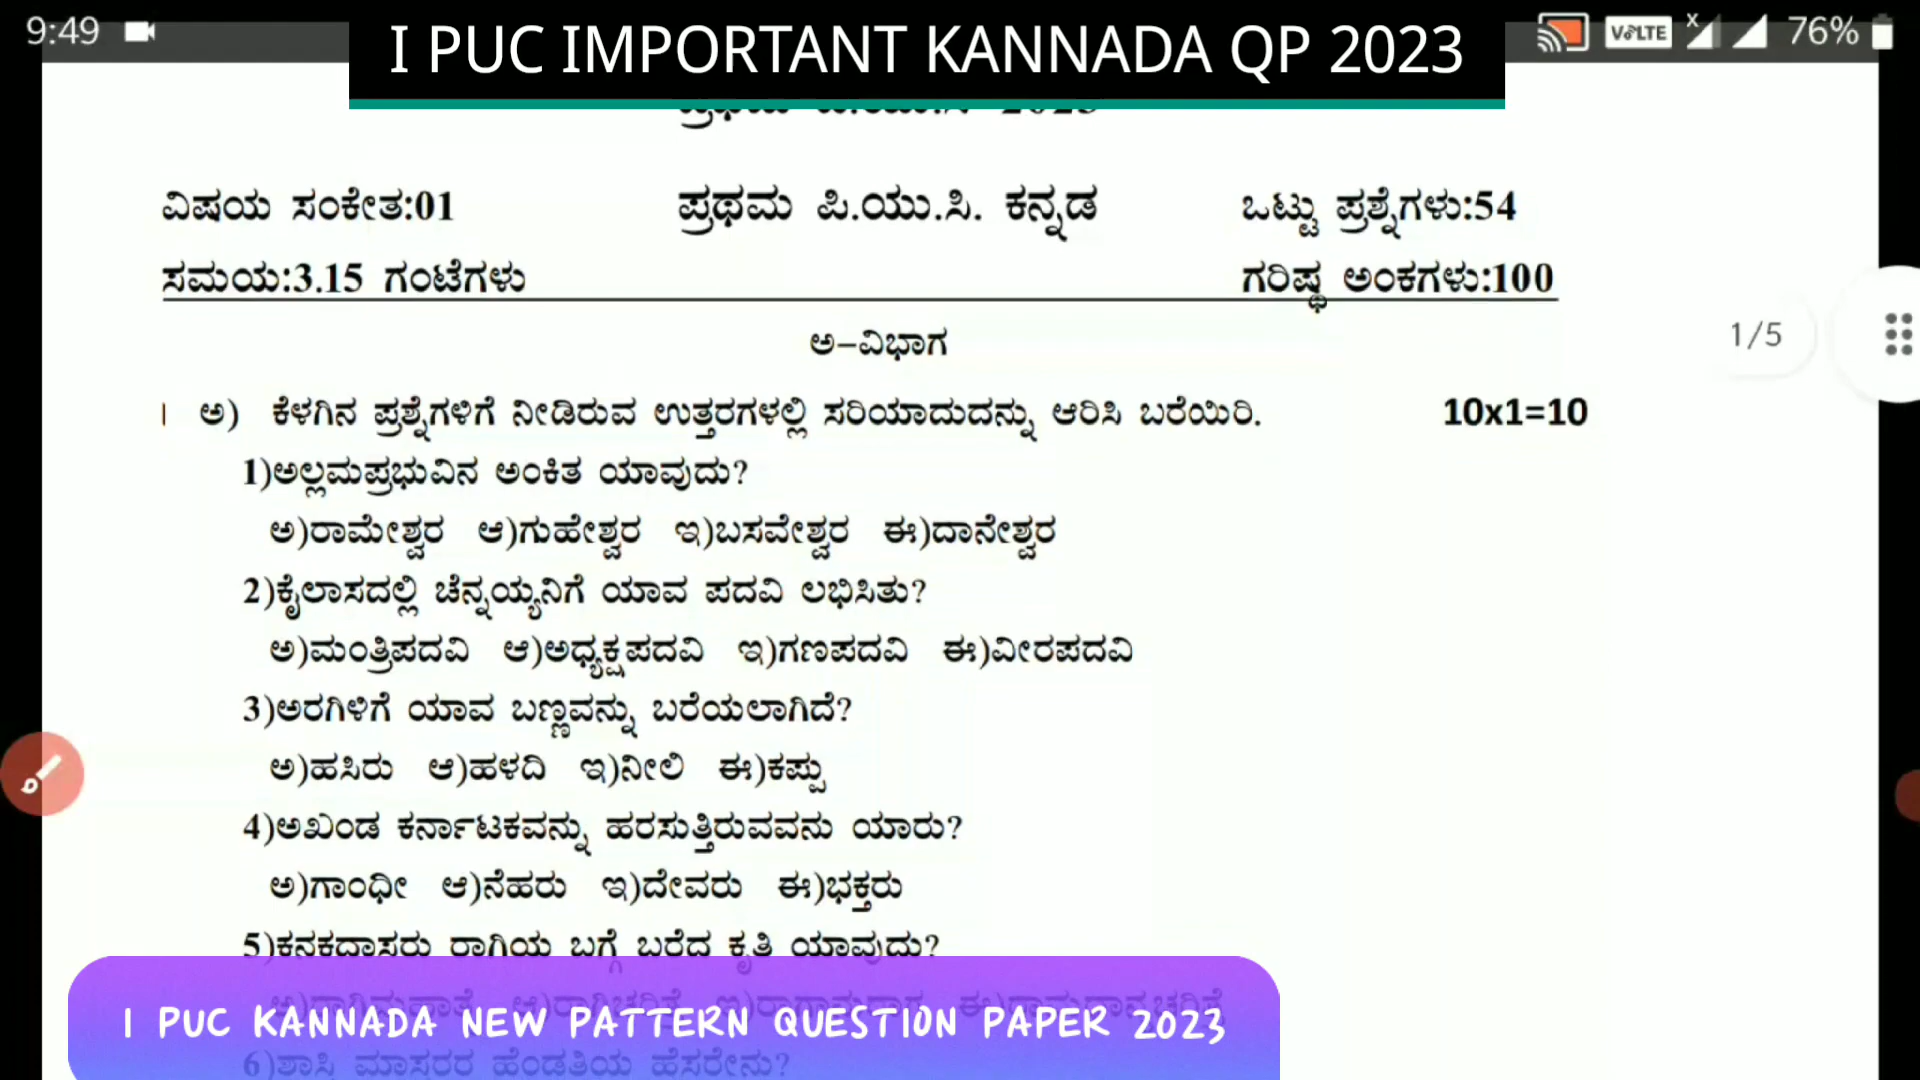 9:49
I PUC IMPORTANT KANNADA QP 2023
VoLTE
x
76%
ವಿಷಯ ಸಂಕೇತ:01 ಪ್ರಥಮ ಪಿ.ಯು.ಸಿ. ಕನ್ನಡ ಒಟ್ಟು ಪ್ರಶ್ನೆಗಳು:54
ಸಮಯ:3.15 ಗಂಟೆಗಳು ಗರಿಷ್ಠ ಅಂಕಗಳು:100
ಅ–ವಿಭಾಗ
1/5
I ಅ) ಕೆಳಗಿನ ಪ್ರಶ್ನೆಗಳಿಗೆ ನೀಡಿರುವ ಉತ್ತರಗಳಲ್ಲಿ ಸರಿಯಾದುದನ್ನು ಆರಿಸಿ ಬರೆಯಿರಿ. 10x1=10
1)ಅಲ್ಲಮಪ್ರಭುವಿನ ಅಂಕಿತ ಯಾವುದು?
ಅ)ರಾಮೇಶ್ವರ ಆ)ಗುಹೇಶ್ವರ ಇ)ಬಸವೇಶ್ವರ ಈ)ದಾನೇಶ್ವರ
2)ಕೈಲಾಸದಲ್ಲಿ ಚೆನ್ನಯ್ಯನಿಗೆ ಯಾವ ಪದವಿ ಲಭಿಸಿತು?
ಅ)ಮಂತ್ರಿಪದವಿ ಆ)ಅಧ್ಯಕ್ಷಪದವಿ ಇ)ಗಣಪದವಿ ಈ)ವೀರಪದವಿ
3)ಅರಗಿಳಿಗೆ ಯಾವ ಬಣ್ಣವನ್ನು ಬರೆಯಲಾಗಿದೆ?
ಅ)ಹಸಿರು ಆ)ಹಳದಿ ಇ)ನೀಲಿ ಈ)ಕಪ್ಪು
4)ಅಖಂಡ ಕರ್ನಾಟಕವನ್ನು ಹರಸುತ್ತಿರುವವನು ಯಾರು?
ಅ)ಗಾಂಧೀ ಆ)ನೆಹರು ಇ)ದೇವರು ಈ)ಭಕ್ತರು
5)ಕನಕದಾಸರು ರಾಗಿಯ ಬಗ್ಗೆ ಬರೆದ ಕೃತಿ ಯಾವುದು?
I PUC KANNADA NEW PATTERN QUESTION PAPER 2023